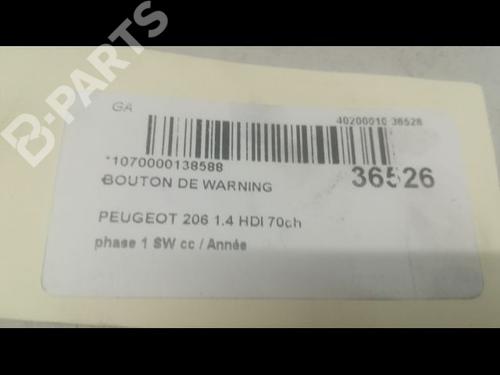 B-PARTS
GA
40200010 36526
*1070000138588
BOUTON DE WARNING
36526
PEUGEOT 206 1.4 HDI 70ch
phase 1 SW cc / Année